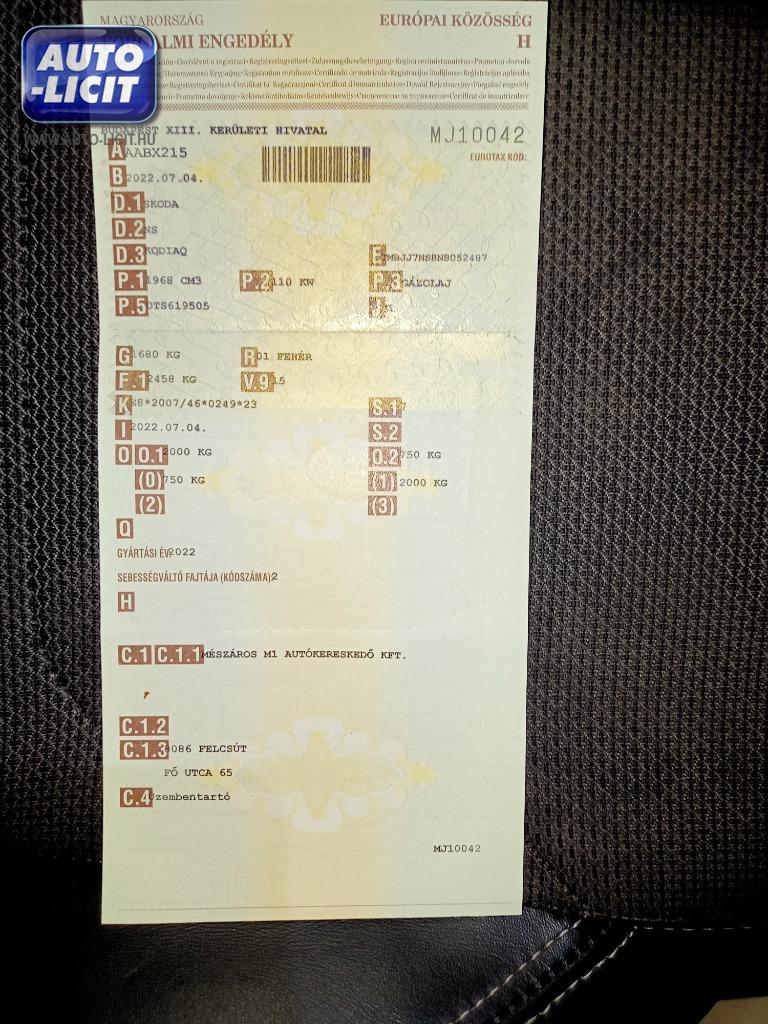 MAGYARORSZÁG EURÓPAI KÖZÖSSÉG
ALMI ENGEDÉLY H
AUTO
-LICIT
BUDAPEST XIII. KERÜLETI HIVATAL MJ10042
A AABX215 EUROTAX KÓD:
B 2022.07.04.
D.1 SKODA
D.2 NS
D.3 KODIAQ E TMBJJ7NS8N8052487
P.1 1968 CM3 P.2 110 KW P.3 GÁZOLAJ
P.5 DTS619505 J
G 1680 KG R 01 FEHÉR
F.1 2458 KG V.9 15
K E8*2007/46*0249*23 S.1 7
I 2022.07.04. S.2
O O.1 2000 KG O.2 750 KG
(0) 750 KG (1) 2000 KG
(2) (3)
Q
GYÁRTÁSI ÉV: 2022
SEBESSÉGVÁLTÓ FAJTÁJA (KÓDSZÁMA): 2
H
C.1 C.1.1 MÉSZÁROS M1 AUTÓKERESKEDŐ KFT.
C.1.2
C.1.3 8086 FELCSÚT
FŐ UTCA 65
C.4 üzembentartó
MJ10042